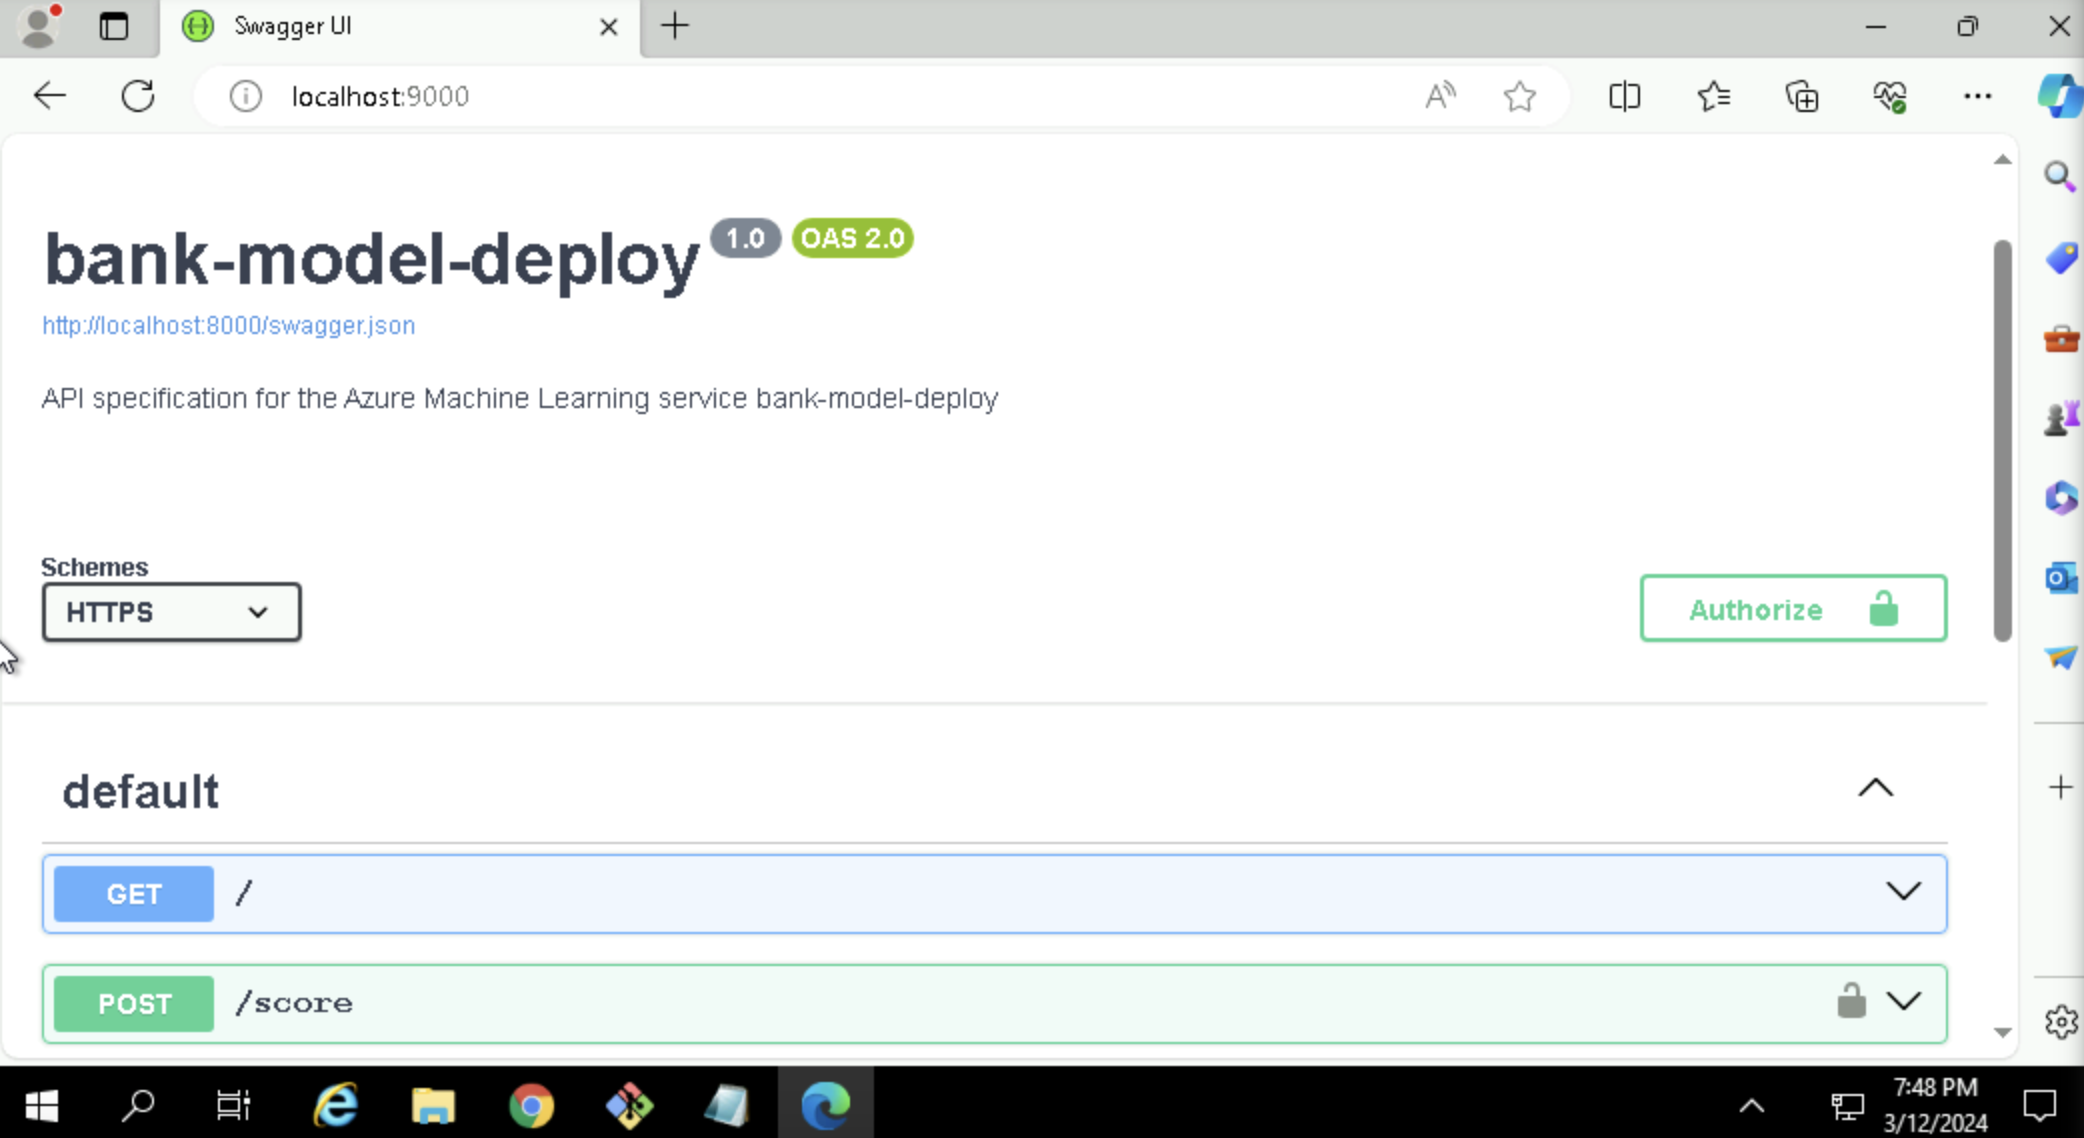 Swagger UI
localhost:9000
bank-model-deploy 1.0 OAS 2.0
http://localhost:8000/swagger.json
API specification for the Azure Machine Learning service bank-model-deploy
Schemes
HTTPS
Authorize
default
GET /
POST /score
7:48 PM
3/12/2024